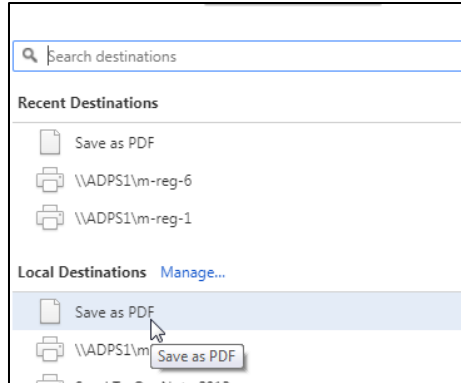 Search destinations
Recent Destinations
Save as PDF
\\ADPS1\m-reg-6
\\ADPS1\m-reg-1
Local Destinations Manage...
Save as PDF
\\ADPS1\m
Save as PDF